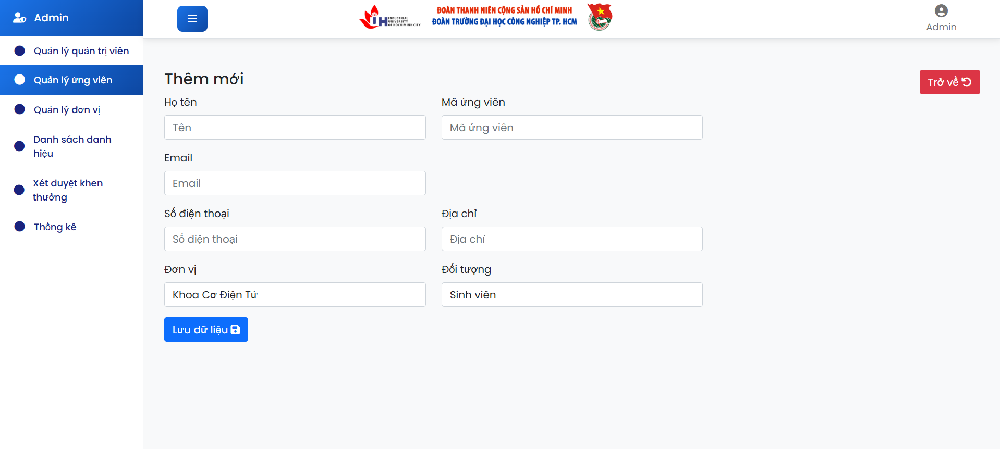 Admin
Quản lý quản trị viên
Quản lý ứng viên
Quản lý đơn vị
Danh sách danh
hiệu
Xét duyệt khen
thưởng
Thống kê
IUH
INDUSTRIAL
UNIVERSITY
OF HOCHIMINH CITY
ĐOÀN THANH NIÊN CỘNG SẢN HỒ CHÍ MINH
ĐOÀN TRƯỜNG ĐẠI HỌC CÔNG NGHIỆP TP. HCM
Admin
Thêm mới
Trở về
Họ tên
Mã ứng viên
Tên
Mã ứng viên
Email
Email
Số điện thoại
Địa chỉ
Số điện thoại
Địa chỉ
Đơn vị
Đối tượng
Khoa Cơ Điện Tử
Sinh viên
Lưu dữ liệu